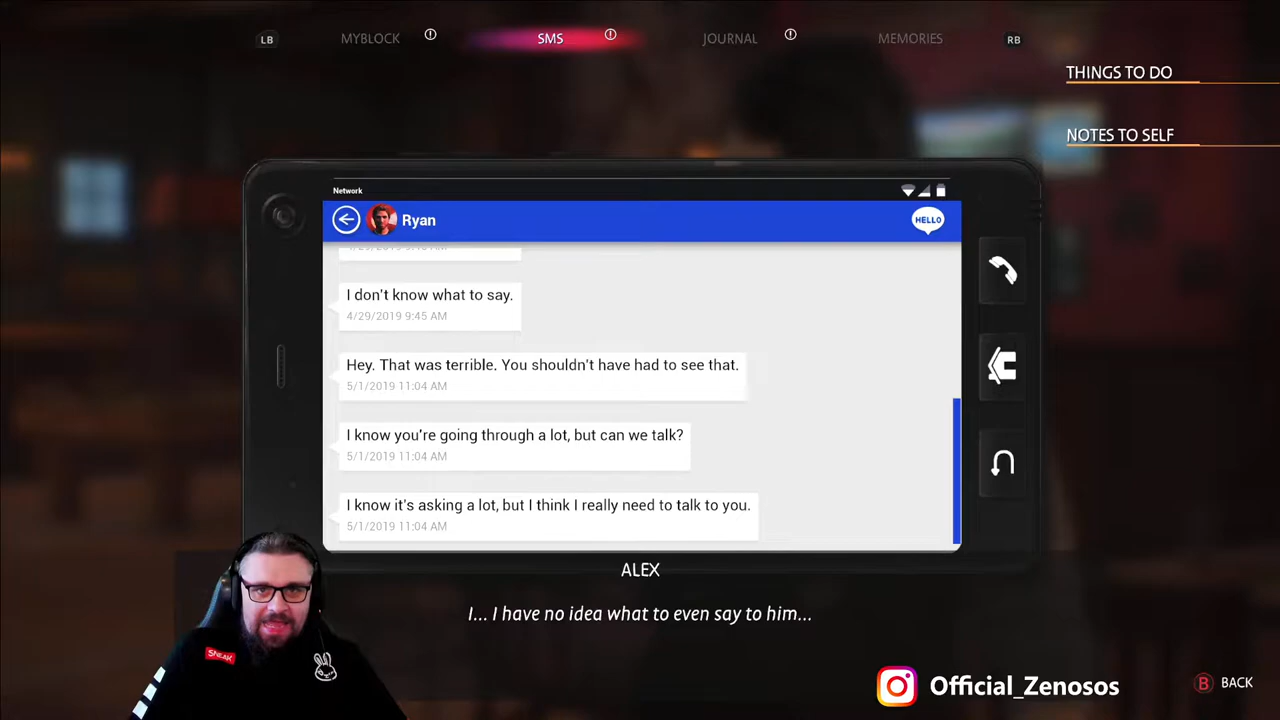 LB
MYBLOCK
SMS
JOURNAL
MEMORIES
RB
THINGS TO DO
NOTES TO SELF
Network
Ryan
HELLO
I don't know what to say.
4/29/2019 9:45 AM
Hey. That was terrible. You shouldn't have had to see that.
5/1/2019 11:04 AM
I know you're going through a lot, but can we talk?
5/1/2019 11:04 AM
I know it's asking a lot, but I think I really need to talk to you.
5/1/2019 11:04 AM
ALEX
I... I have no idea what to even say to him...
SNEAK
Official_Zenosos
B BACK